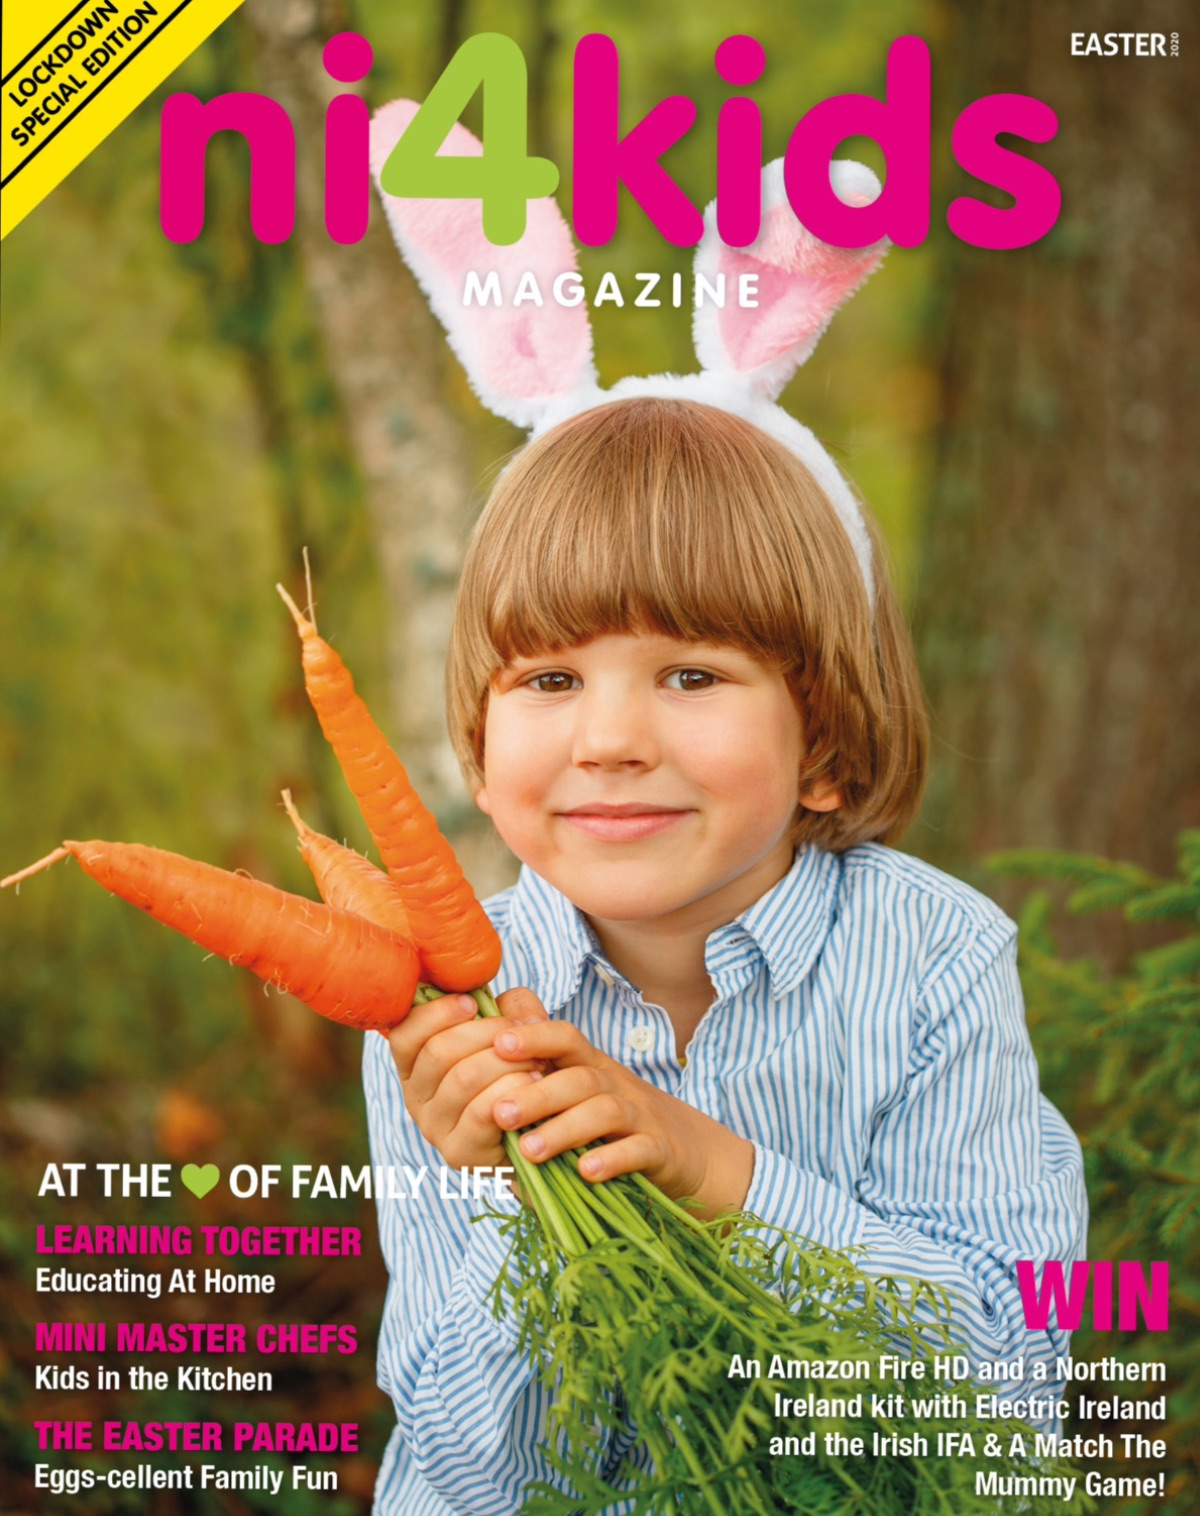 LOCKDOWN
SPECIAL EDITION
EASTER 2020
ni4kids
MAGAZINE
AT THE 💚 OF FAMILY LIFE
LEARNING TOGETHER
Educating At Home
MINI MASTER CHEFS
Kids in the Kitchen
THE EASTER PARADE
Eggs-cellent Family Fun
WIN
An Amazon Fire HD and a Northern
Ireland kit with Electric Ireland
and the Irish IFA & A Match The
Mummy Game!